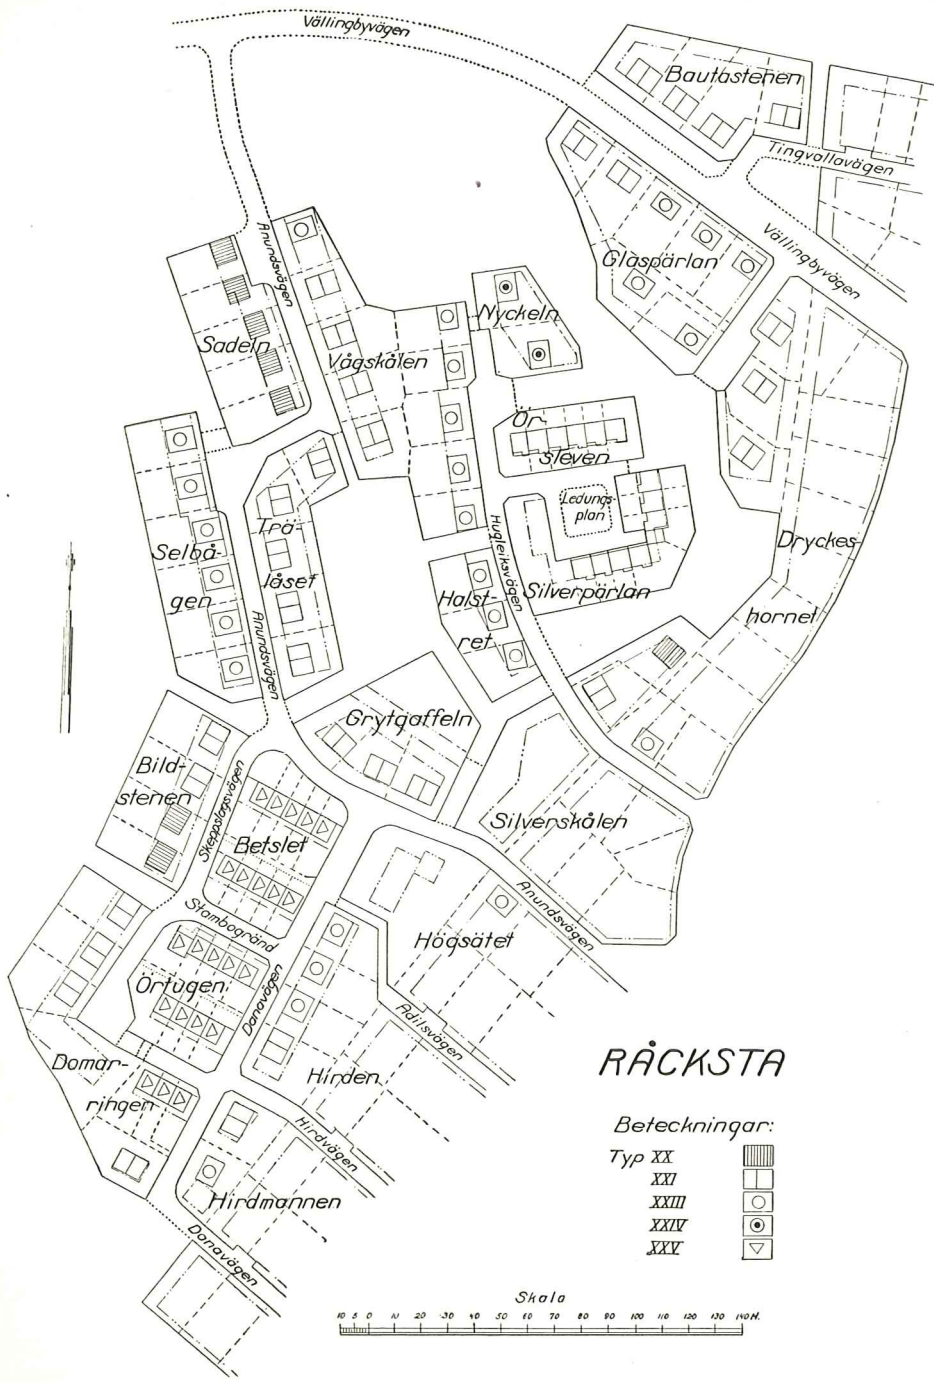 Vällingbyvägen
Bautastenen
Tingvallavägen
Anundsvägen
Vällingbyvägen
Glaspärlan
Sadeln
Vågskålen
Nyckeln
Ör-
sleven
Ledungs-
plan
Selbå-
gen
Trä-
låset
Hugleiksvägen
Halst-
ret
Silverpärlan
Dryckes-
hornet
Anundsvägen
Grytgaffeln
Bild-
stenen
Skeppslagsvägen
Betslet
Silverskålen
Stambogränd
Högsätet
Anundsvägen
Örtugen
Danavägen
Adilsvägen
Domar-
ringen
Hirden
Hirdvägen
Hirdmannen
Danavägen
RÅCKSTA
Beteckningar:
Typ XX
XXI
XXIII
XXIV
XXV
Skala
10 5 0 10 20 30 40 50 60 70 80 90 100 110 120 130 140 M.